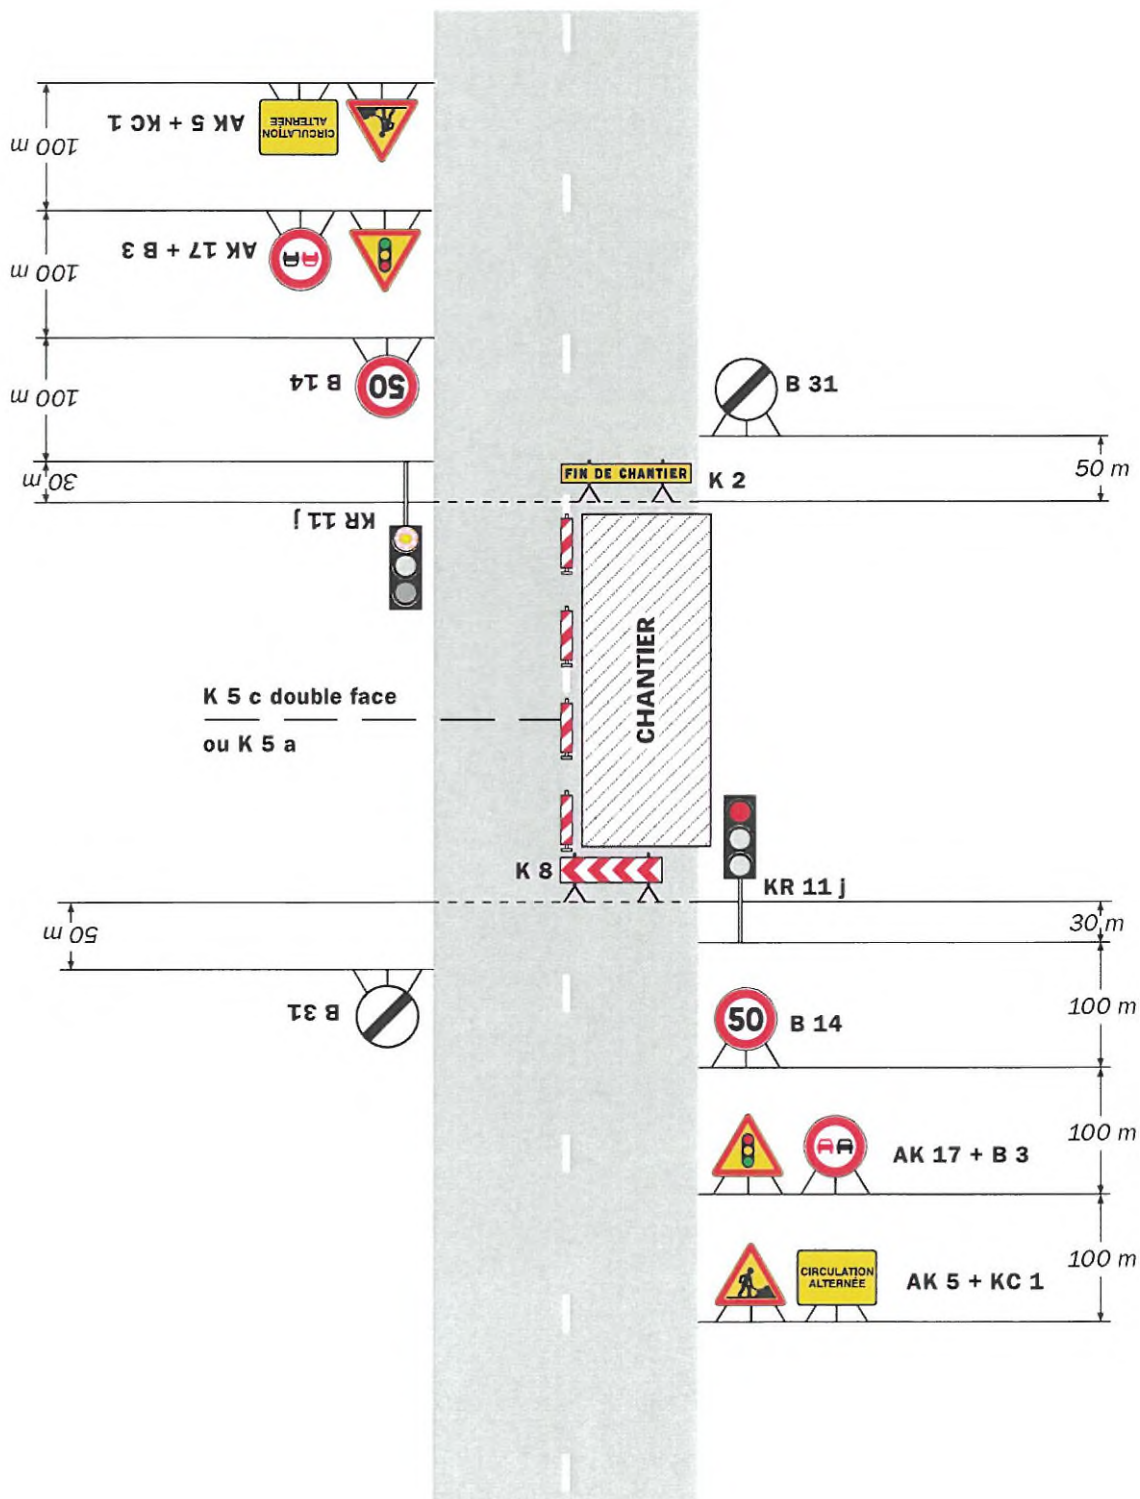 100 m
AK 5 + KC 1
CIRCULATION
ALTERNÉE
100 m
AK 17 + B 3
100 m
B 14
50
B 31
30 m
FIN DE CHANTIER
K 2
50 m
KR 11 j
CHANTIER
K 5 c double face
ou K 5 a
K 8
KR 11 j
50 m
30 m
B 31
50
B 14
100 m
AK 17 + B 3
100 m
CIRCULATION
ALTERNÉE
AK 5 + KC 1
100 m